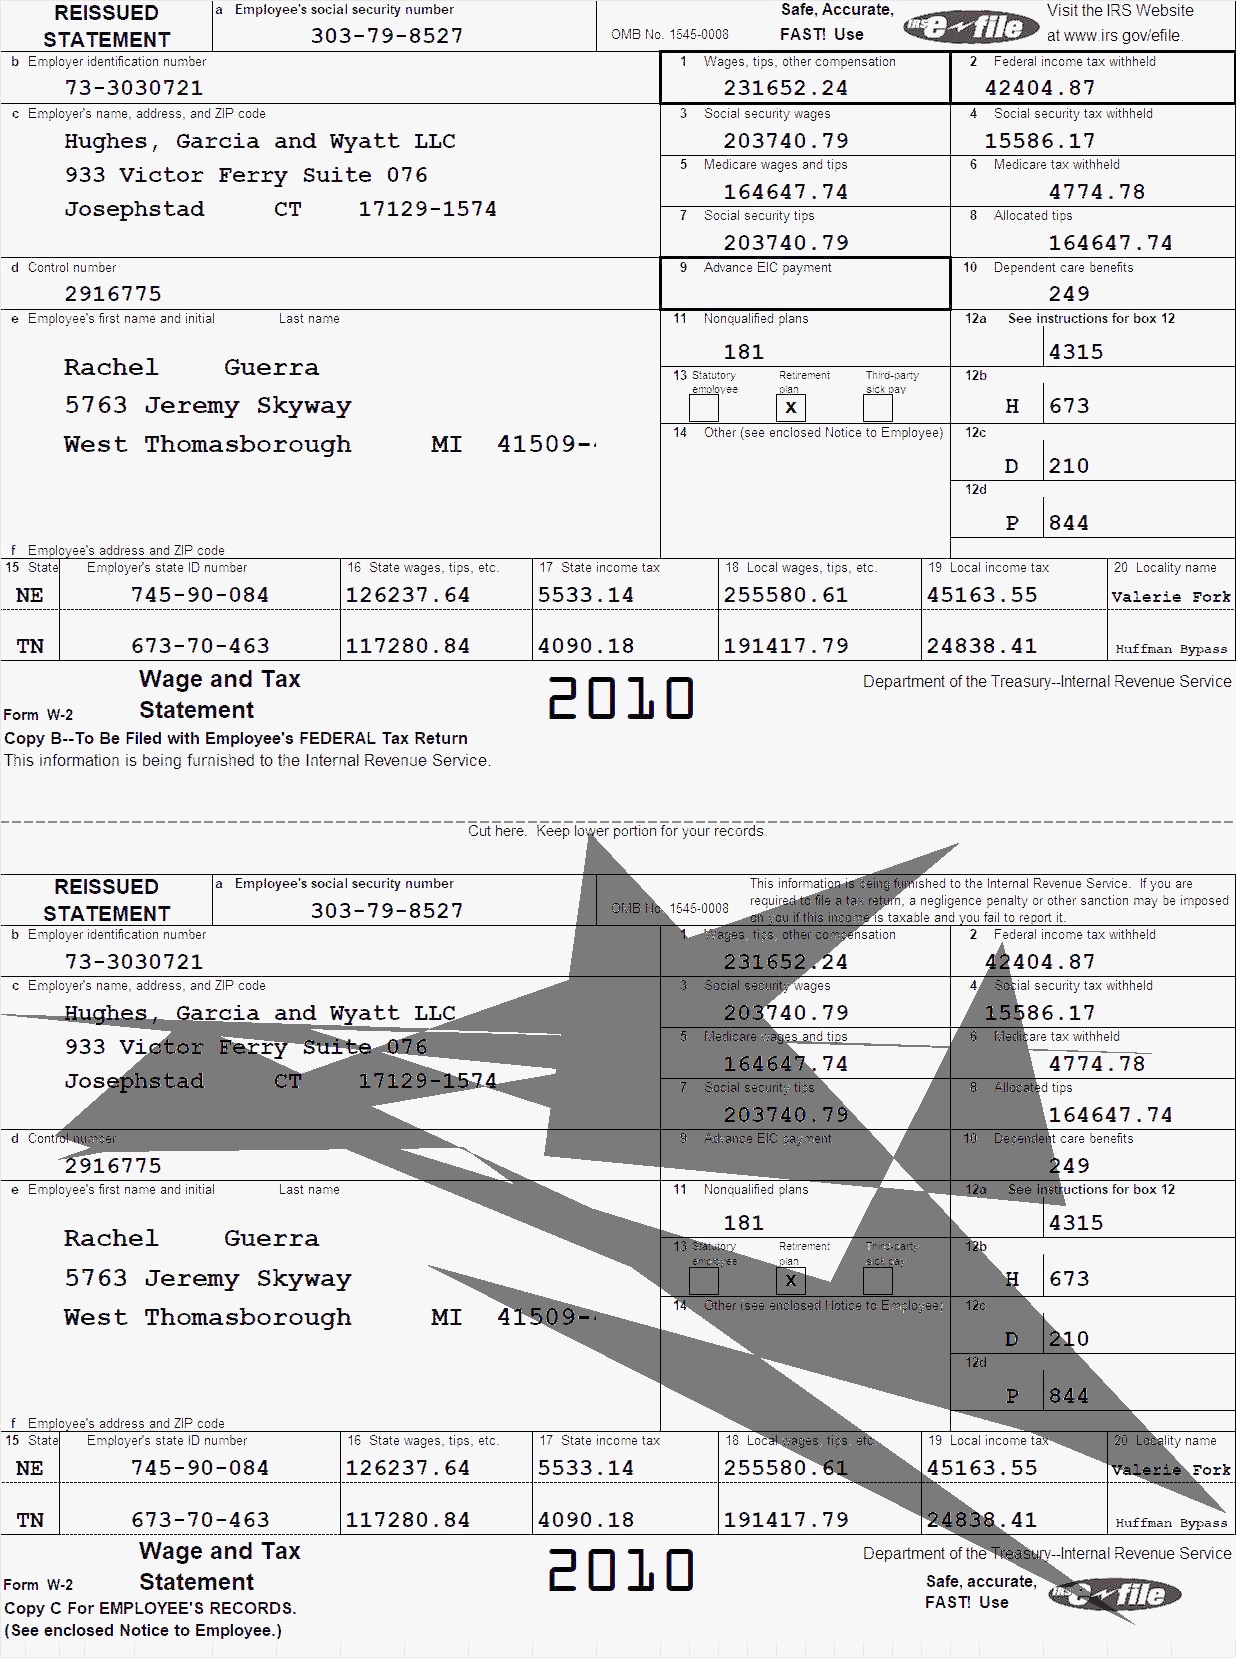 REISSUED STATEMENT
a Employee's social security number
303-79-8527
OMB No. 1545-0008
Safe, Accurate, FAST! Use
IRS e-file
Visit the IRS Website at www.irs gov/efile.
b Employer identification number
73-3030721
1 Wages, tips, other compensation
231652.24
2 Federal income tax withheld
42404.87
c Employer's name, address, and ZIP code
Hughes, Garcia and Wyatt LLC
933 Victor Ferry Suite 076
Josephstad CT 17129-1574
3 Social security wages
203740.79
4 Social security tax withheld
15586.17
5 Medicare wages and tips
164647.74
6 Medicare tax withheld
4774.78
7 Social security tips
203740.79
8 Allocated tips
164647.74
d Control number
2916775
9 Advance EIC payment
10 Dependent care benefits
249
e Employee's first name and initial Last name
Rachel Guerra
5763 Jeremy Skyway
West Thomasborough MI 41509-
11 Nonqualified plans
181
12a See instructions for box 12
4315
13 Statutory employee Retirement plan Third-party sick pay
X
12b
H 673
14 Other (see enclosed Notice to Employee)
12c
D 210
12d
P 844
f Employee's address and ZIP code
15 State Employer's state ID number 16 State wages, tips, etc. 17 State income tax 18 Local wages, tips, etc. 19 Local income tax 20 Locality name
NE 745-90-084 126237.64 5533.14 255580.61 45163.55 Valerie Fork
TN 673-70-463 117280.84 4090.18 191417.79 24838.41 Huffman Bypass
Form W-2 Wage and Tax Statement
2010
Department of the Treasury--Internal Revenue Service
Copy B--To Be Filed with Employee's FEDERAL Tax Return
This information is being furnished to the Internal Revenue Service.
Cut here. Keep lower portion for your records.
REISSUED STATEMENT
a Employee's social security number
303-79-8527
OMB No. 1545-0008
This information is being furnished to the Internal Revenue Service. If you are
required to file a tax return, a negligence penalty or other sanction may be imposed
on you if this income is taxable and you fail to report it.
b Employer identification number
73-3030721
1 Wages, tips, other compensation
231652.24
2 Federal income tax withheld
42404.87
c Employer's name, address, and ZIP code
Hughes, Garcia and Wyatt LLC
933 Victor Ferry Suite 076
Josephstad CT 17129-1574
3 Social security wages
203740.79
4 Social security tax withheld
15586.17
5 Medicare wages and tips
164647.74
6 Medicare tax withheld
4774.78
7 Social security tips
203740.79
8 Allocated tips
164647.74
d Control number
2916775
9 Advance EIC payment
10 Dependent care benefits
249
e Employee's first name and initial Last name
Rachel Guerra
5763 Jeremy Skyway
West Thomasborough MI 41509-
11 Nonqualified plans
181
12a See instructions for box 12
4315
13 Statutory employee Retirement plan Third-party sick pay
X
12b
H 673
14 Other (see enclosed Notice to Employee)
12c
D 210
12d
P 844
f Employee's address and ZIP code
15 State Employer's state ID number 16 State wages, tips, etc. 17 State income tax 18 Local wages, tips, etc 19 Local income tax 20 Locality name
NE 745-90-084 126237.64 5533.14 255580.61 45163.55 Valerie Fork
TN 673-70-463 117280.84 4090.18 191417.79 24838.41 Huffman Bypass
Form W-2 Wage and Tax Statement
2010
Department of the Treasury--Internal Revenue Service
Safe, accurate, FAST! Use
IRS e-file
Copy C For EMPLOYEE'S RECORDS.
(See enclosed Notice to Employee.)